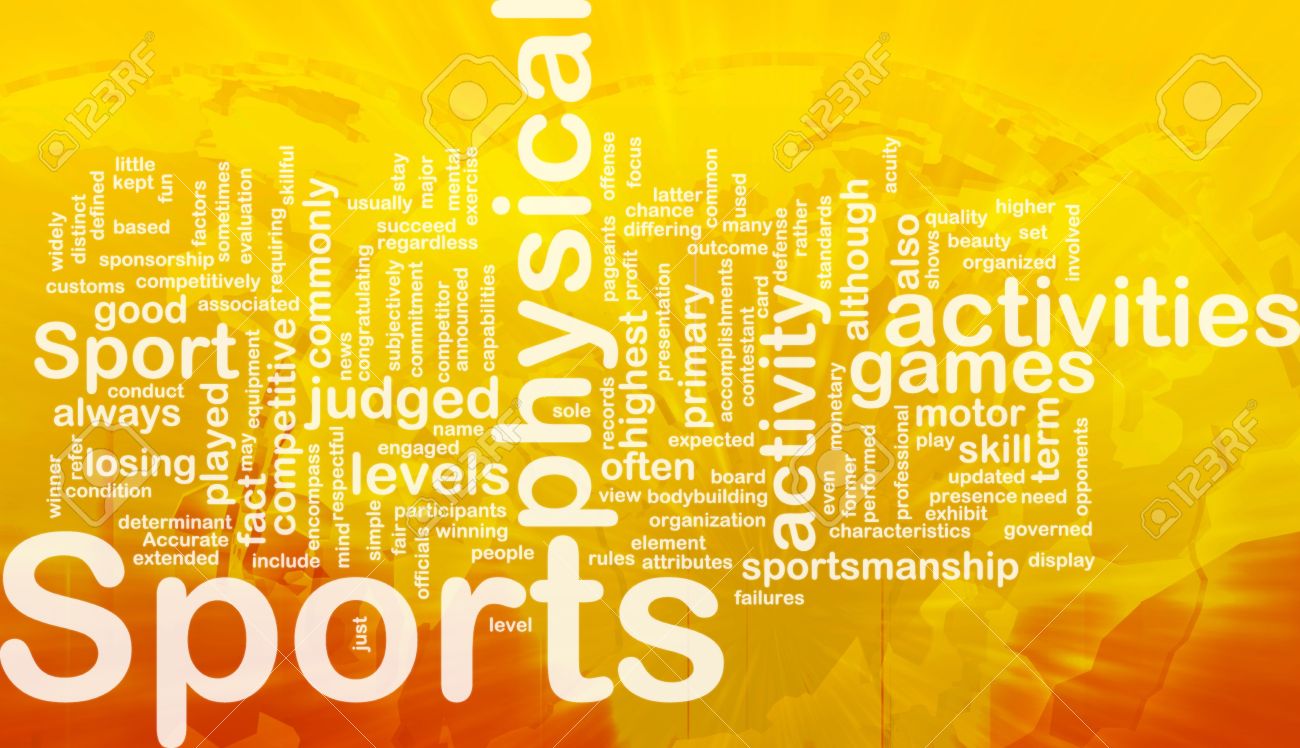 physical
Sports
activities
Sport
games
activity
judged
levels
played
competitive
commonly
good
always
losing
fact
highest
primary
often
although
also
motor
skill
term
sportsmanship
little
kept
fun
widely
distinct
defined
based
factors
sometimes
evaluation
requiring
skillful
sponsorship
customs
competitively
associated
conduct
equipment
may
winner
refer
condition
determinant
Accurate
extended
include
encompass
respectful
mind
simple
fair
officials
participants
winning
people
just
level
usually
stay
major
mental
exercise
succeed
regardless
news
congratulating
subjectively
commitment
competitor
announced
capabilities
name
engaged
sole
pageants
offense
focus
profit
records
presentation
latter
chance
differing
common
used
many
outcome
accomplishments
card
defense
rather
standards
contestant
expected
board
view bodybuilding
organization
element
rules attributes
failures
monetary
even
former
performed
professional
characteristics
acuity
shows
quality
higher
beauty set
organized
involved
play
updated
presence need
exhibit
governed
opponents
display
123RF
123RF
123RF
123RF
123RF
123RF
123RF
123RF
123RF